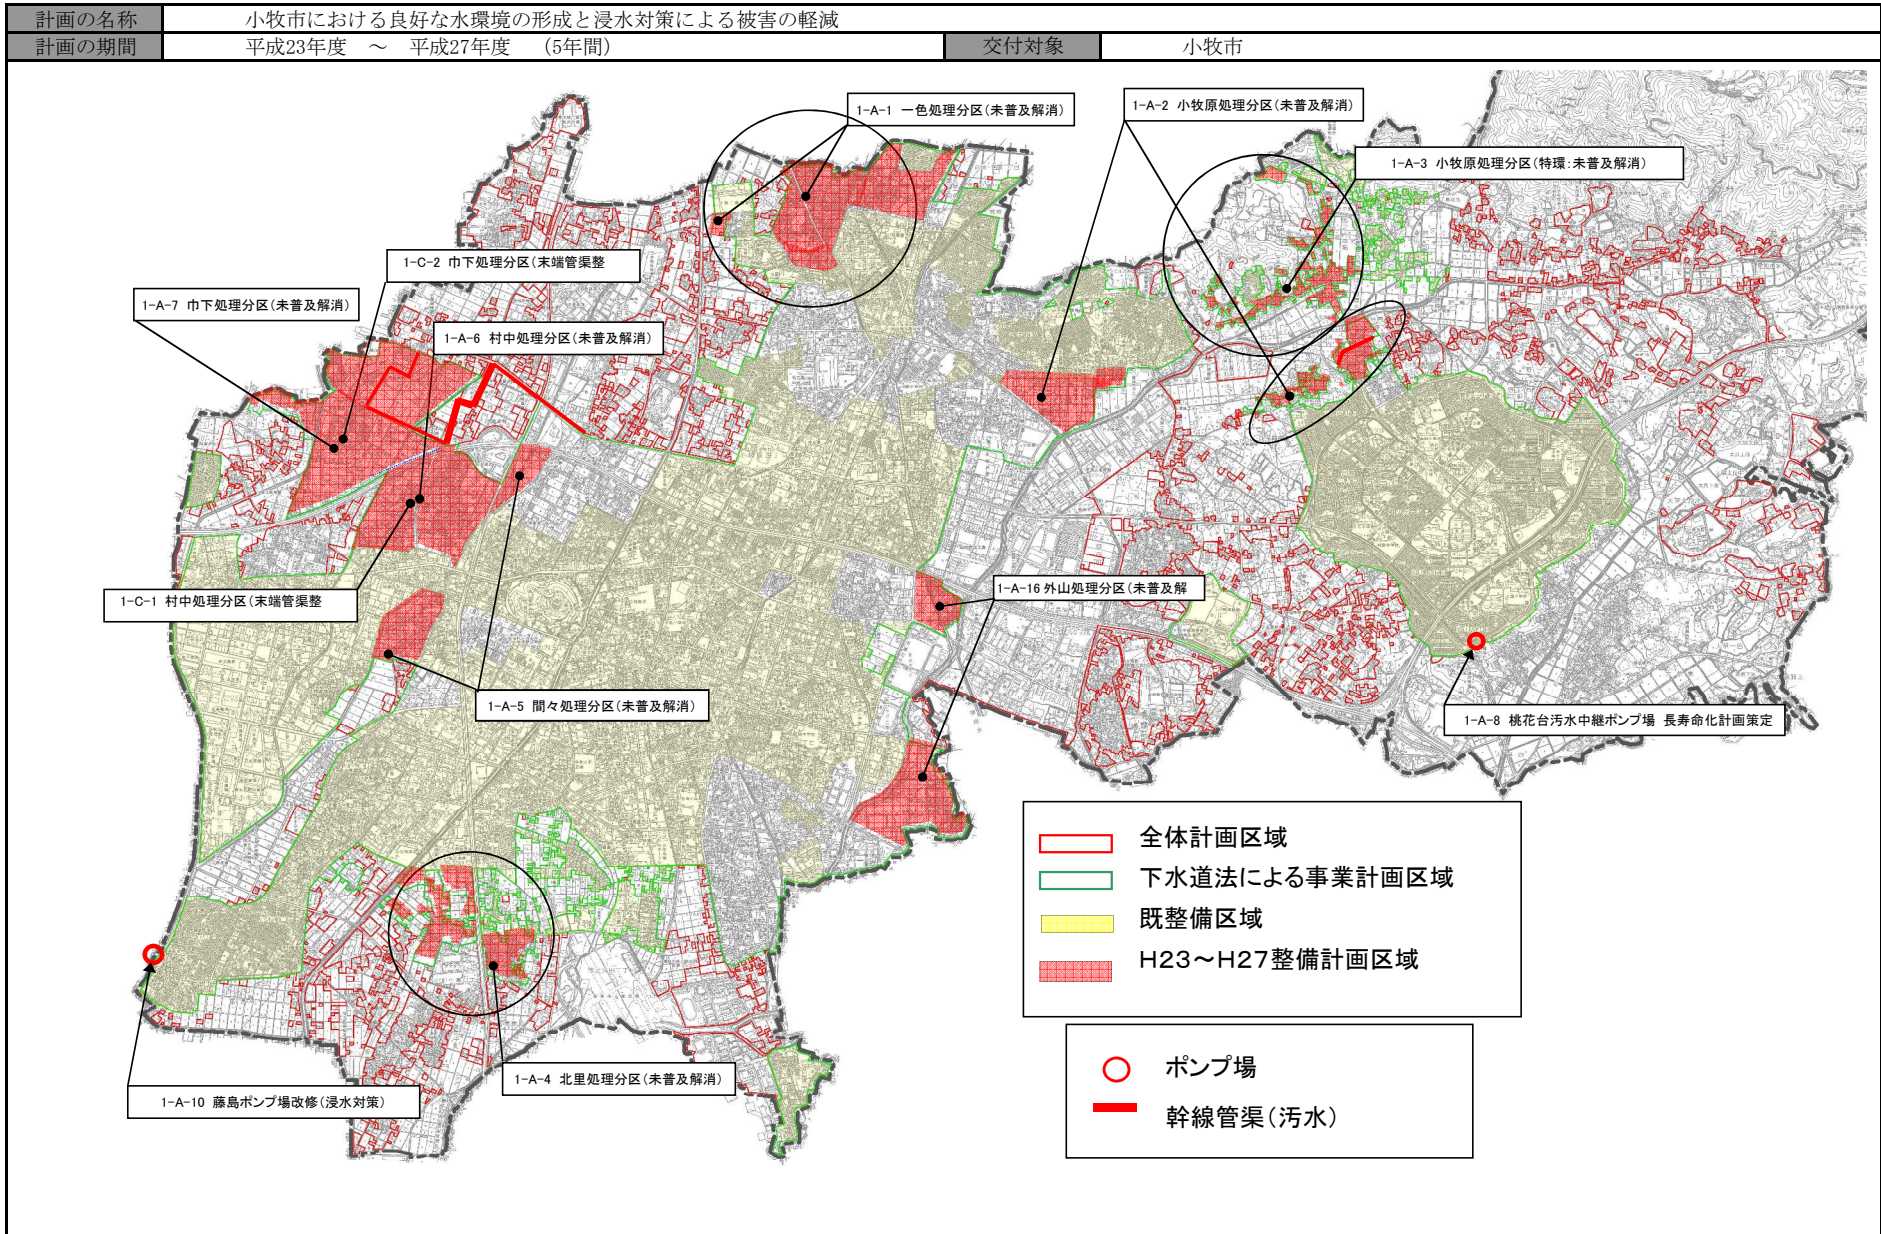 計画の名称 小牧市における良好な水環境の形成と浸水対策による被害の軽減
計画の期間 平成23年度 ～ 平成27年度 （5年間） 交付対象 小牧市
1-A-1 一色処理分区(未普及解消)
1-A-2 小牧原処理分区(未普及解消)
1-A-3 小牧原処理分区(特環:未普及解消)
1-C-2 巾下処理分区(末端管渠整
1-A-7 巾下処理分区(未普及解消)
1-A-6 村中処理分区(未普及解消)
1-A-16 外山処理分区(未普及解
1-C-1 村中処理分区(末端管渠整
1-A-5 間々処理分区(未普及解消)
1-A-8 桃花台汚水中継ポンプ場 長寿命化計画策定
全体計画区域
下水道法による事業計画区域
既整備区域
H23～H27整備計画区域
ポンプ場
幹線管渠(汚水)
1-A-4 北里処理分区(未普及解消)
1-A-10 藤島ポンプ場改修(浸水対策)